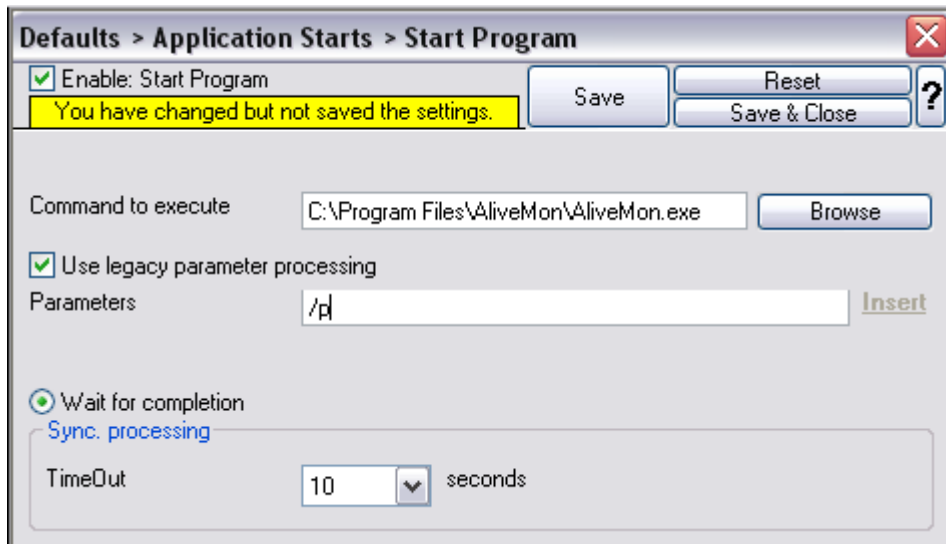 Defaults > Application Starts > Start Program
Enable: Start Program
You have changed but not saved the settings.
Save
Reset
Save & Close
?
Command to execute
C:\Program Files\AliveMon\AliveMon.exe
Browse
Use legacy parameter processing
Parameters
/p
Insert
Wait for completion
Sync. processing
TimeOut
10
seconds